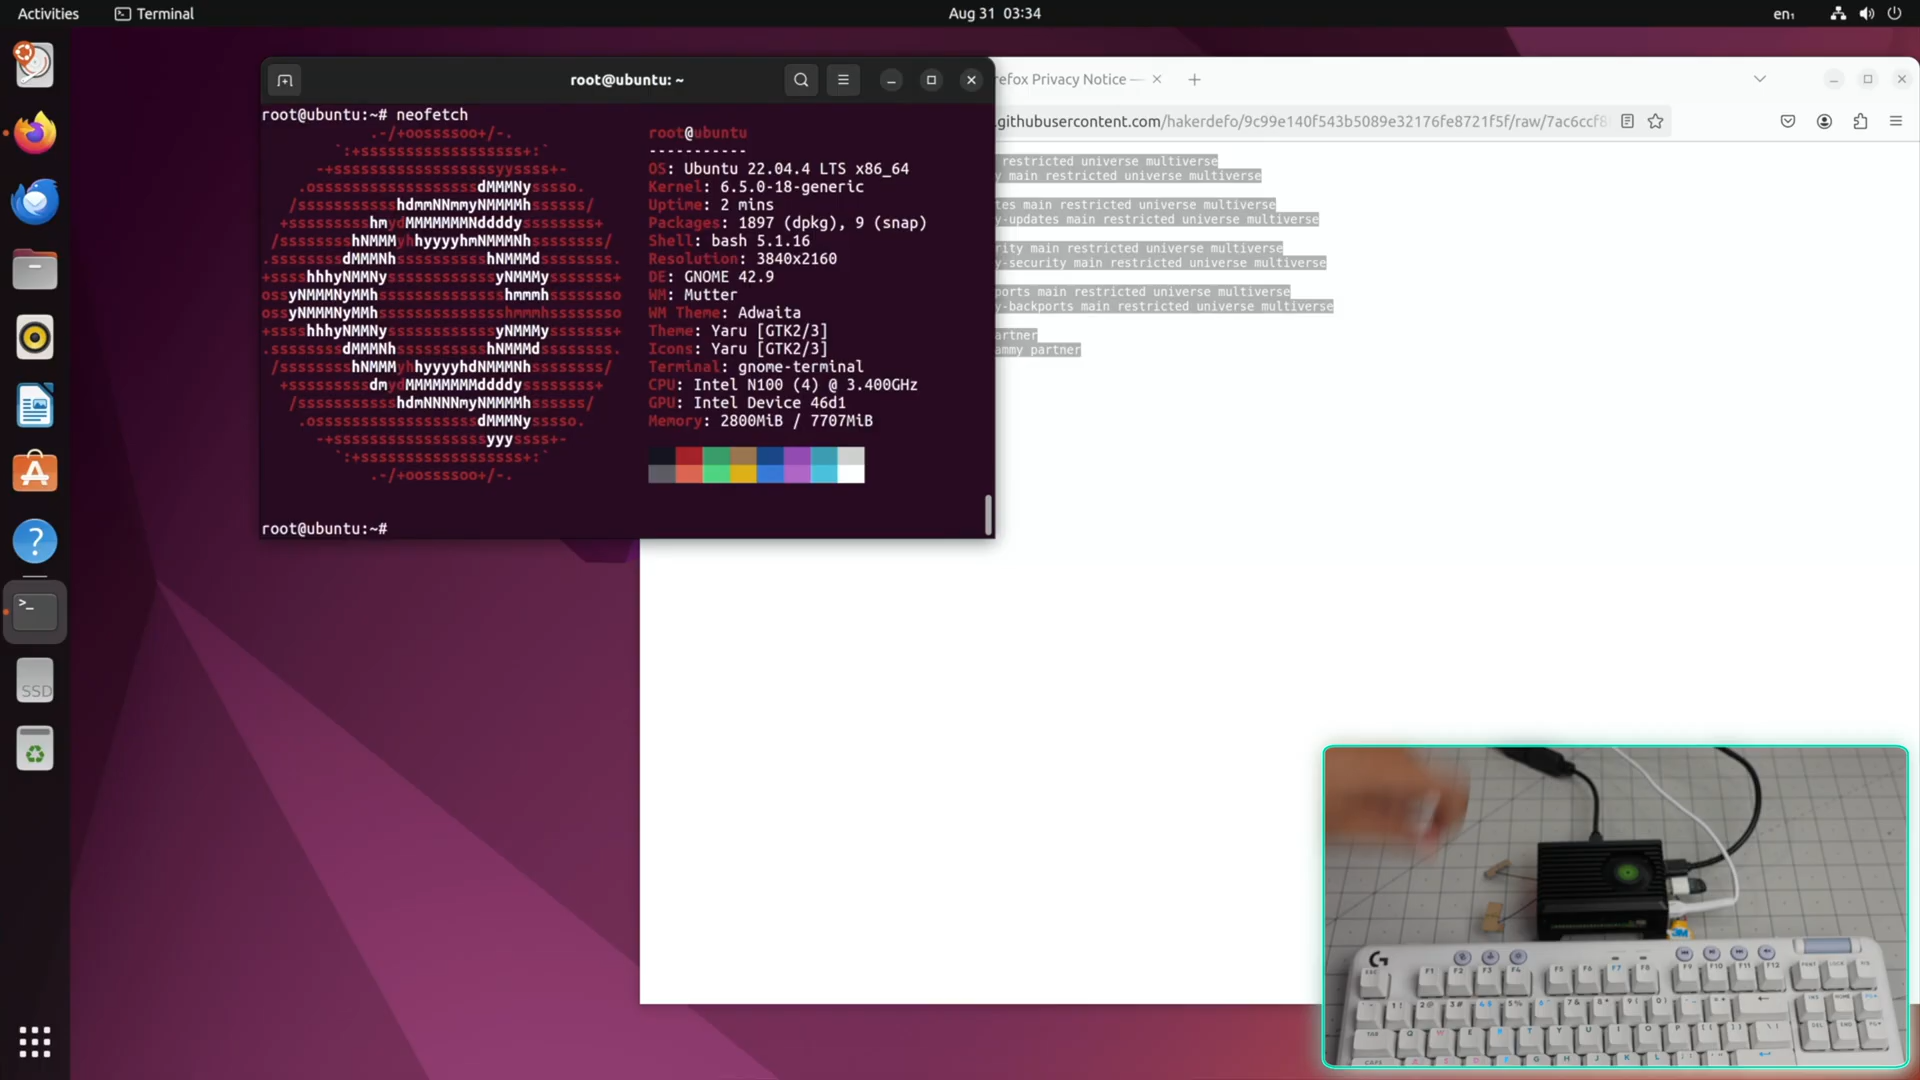 Activities
Terminal
Aug 31 03:34
en₁
root@ubuntu: ~
refox Privacy Notice —
.githubusercontent.com/hakerdefo/9c99e140f543b5089e32176fe8721f5f/raw/7ac6ccf8
root@ubuntu:~# neofetch
root@ubuntu
-----------
OS: Ubuntu 22.04.4 LTS x86_64
Kernel: 6.5.0-18-generic
Uptime: 2 mins
Packages: 1897 (dpkg), 9 (snap)
Shell: bash 5.1.16
Resolution: 3840x2160
DE: GNOME 42.9
WM: Mutter
WM Theme: Adwaita
Theme: Yaru [GTK2/3]
Icons: Yaru [GTK2/3]
Terminal: gnome-terminal
CPU: Intel N100 (4) @ 3.400GHz
GPU: Intel Device 46d1
Memory: 2800MiB / 7707MiB
root@ubuntu:~#
restricted universe multiverse
y main restricted universe multiverse
tes main restricted universe multiverse
y-updates main restricted universe multiverse
rity main restricted universe multiverse
y-security main restricted universe multiverse
ports main restricted universe multiverse
y-backports main restricted universe multiverse
artner
ammy partner
SSD